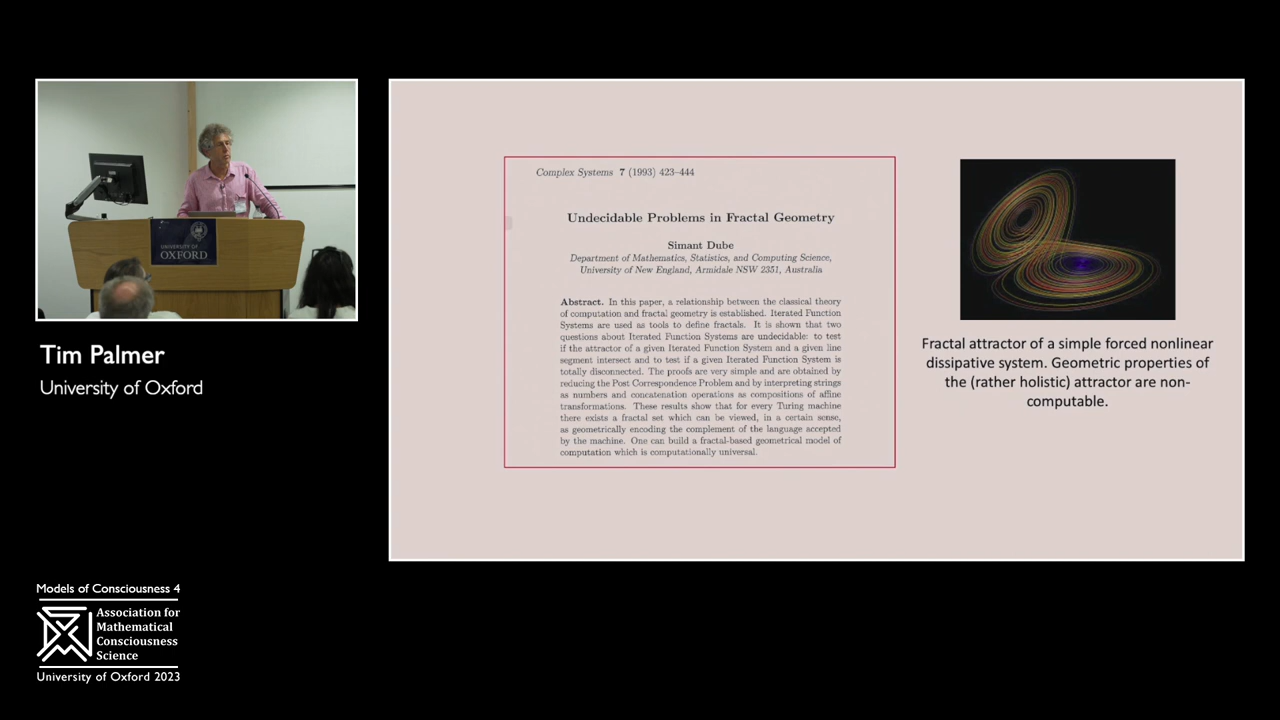 UNIVERSITY OF
OXFORD
Tim Palmer
University of Oxford
Models of Consciousness 4
Association for
Mathematical
Consciousness
Science
University of Oxford 2023
Complex Systems 7 (1993) 423–444
Undecidable Problems in Fractal Geometry
Simant Dube
Department of Mathematics, Statistics, and Computing Science,
University of New England, Armidale NSW 2351, Australia
Abstract. In this paper, a relationship between the classical theory
of computation and fractal geometry is established. Iterated Function
Systems are used as tools to define fractals. It is shown that two
questions about Iterated Function Systems are undecidable: to test
if the attractor of a given Iterated Function System and a given line
segment intersect and to test if a given Iterated Function System is
totally disconnected. The proofs are very simple and are obtained by
reducing the Post Correspondence Problem and by interpreting strings
as numbers and concatenation operations as compositions of affine
transformations. These results show that for every Turing machine
there exists a fractal set which can be viewed, in a certain sense,
as geometrically encoding the complement of the language accepted
by the machine. One can build a fractal-based geometrical model of
computation which is computationally universal.
Fractal attractor of a simple forced nonlinear
dissipative system. Geometric properties of
the (rather holistic) attractor are non-
computable.